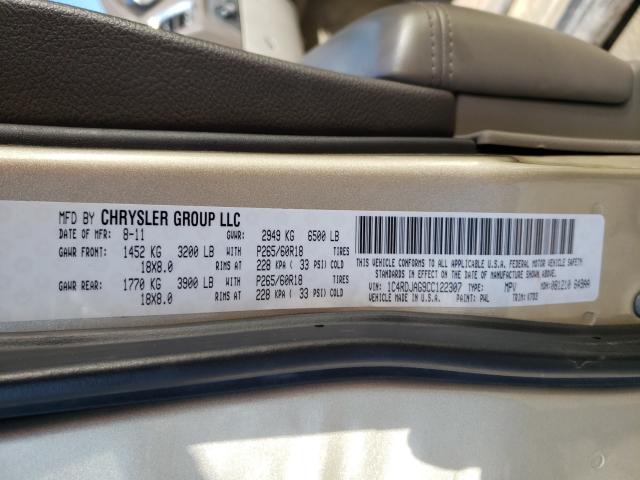 MFD BY CHRYSLER GROUP LLC
DATE OF MFR: 8-11 GVWR: 2949 KG 6500 LB
GAWR FRONT: 1452 KG 3200 LB WITH P265/60R18 TIRES
18X8.0 RIMS AT 228 KPA ( 33 PSI) COLD
GAWR REAR: 1770 KG 3900 LB WITH P265/60R18 TIRES
18X8.0 RIMS AT 228 KPA ( 33 PSI) COLD
THIS VEHICLE CONFORMS TO ALL APPLICABLE U.S.A. FEDERAL MOTOR VEHICLE SAFETY
STANDARDS IN EFFECT ON THE DATE OF MANUFACTURE SHOWN ABOVE.
VIN: 1C4RDJAG9CC122307 TYPE: MPV MDH: 081210
PAINT: PWL TRIM: